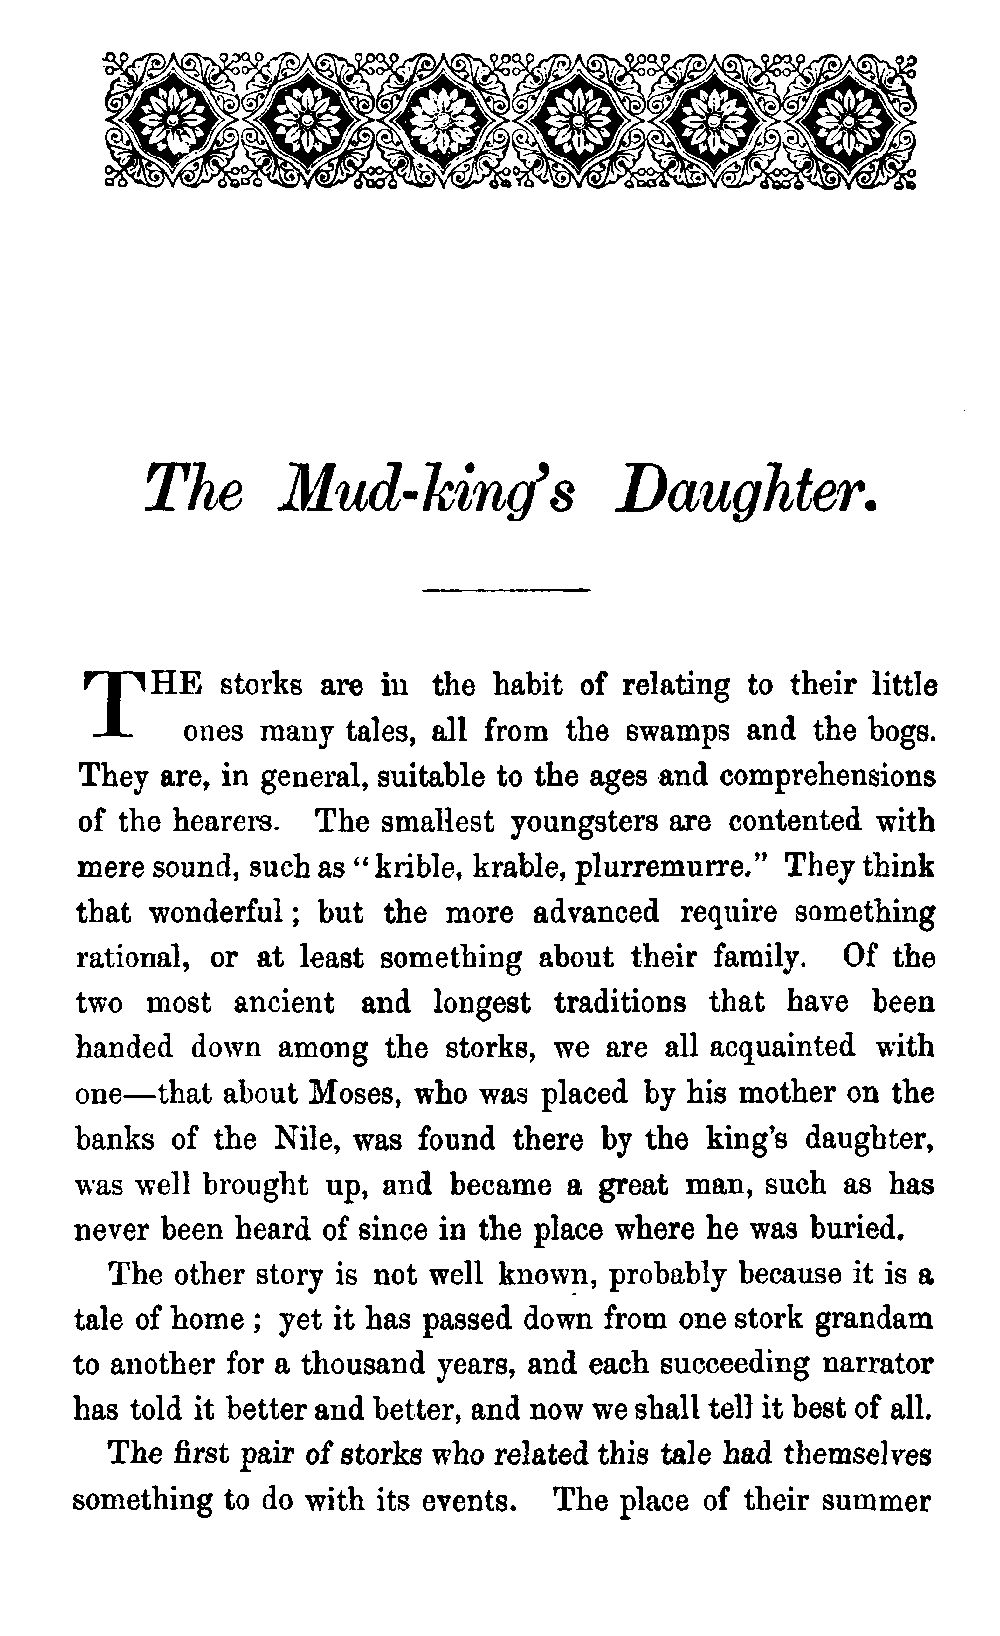 The Mud-king's Daughter.
THE storks are in the habit of relating to their little
ones many tales, all from the swamps and the bogs.
They are, in general, suitable to the ages and comprehensions
of the hearers. The smallest youngsters are contented with
mere sound, such as "krible, krable, plurremurre." They think
that wonderful; but the more advanced require something
rational, or at least something about their family. Of the
two most ancient and longest traditions that have been
handed down among the storks, we are all acquainted with
one—that about Moses, who was placed by his mother on the
banks of the Nile, was found there by the king's daughter,
was well brought up, and became a great man, such as has
never been heard of since in the place where he was buried.
The other story is not well known, probably because it is a
tale of home; yet it has passed down from one stork grandam
to another for a thousand years, and each succeeding narrator
has told it better and better, and now we shall tell it best of all.
The first pair of storks who related this tale had themselves
something to do with its events. The place of their summer